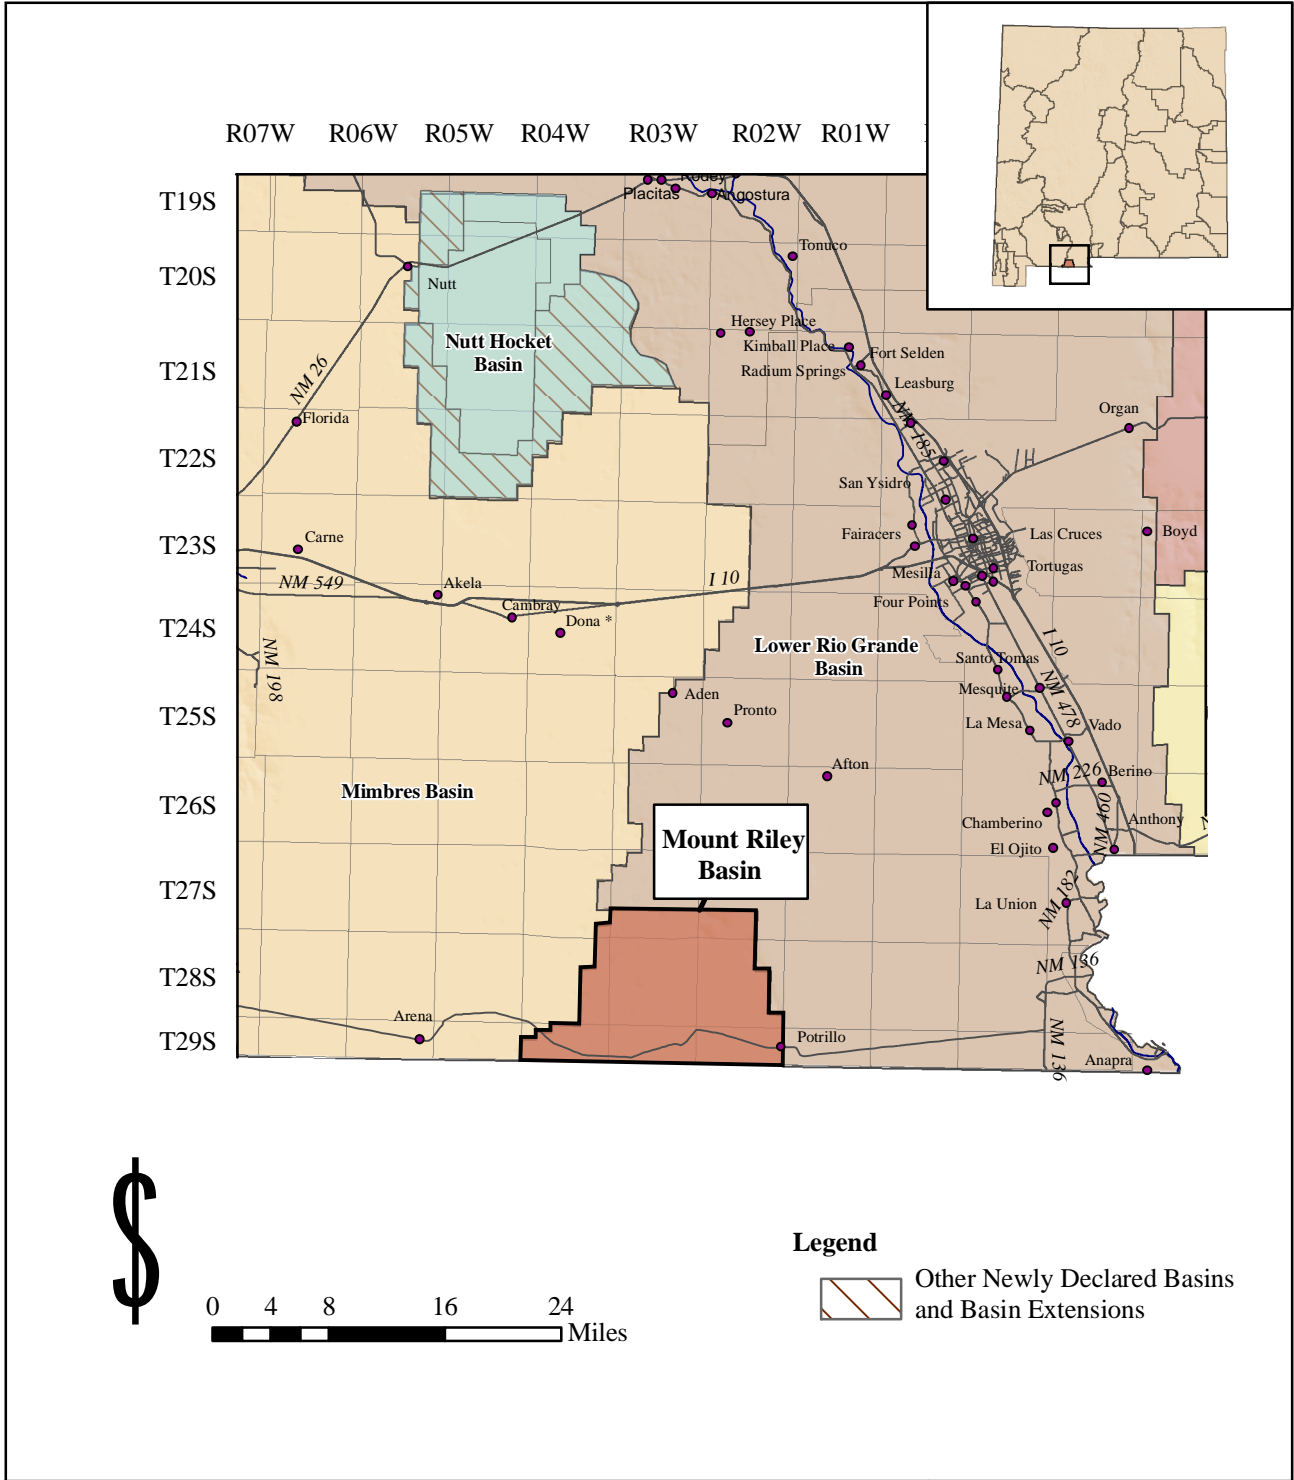 R07W R06W R05W R04W R03W R02W R01W
T19S
T20S
T21S
T22S
T23S
T24S
T25S
T26S
T27S
T28S
T29S
Rodey
Placitas
Angostura
Tonuco
Nutt
Hersey Place
Nutt Hocket
Basin
Kimball Place
Fort Selden
Radium Springs
Leasburg
NM 26
Florida
NM 185
Organ
San Ysidro
Carne
Fairacres
Las Cruces
Boyd
NM 549
Akela
I 10
Mesilla
Tortugas
Cambray
Four Points
Dona *
I 10
NM 198
Lower Rio Grande
Basin
Santo Tomas
Aden
Mesquite
NM 478
Pronto
La Mesa
Vado
Afton
NM 226
Berino
Mimbres Basin
NM 460
Chamberino
Anthony
Mount Riley
Basin
El Ojito
NM 182
La Union
NM 136
Arena
Potrillo
NM 136
Anapra
$
Legend
Other Newly Declared Basins
and Basin Extensions
0 4 8 16 24
Miles